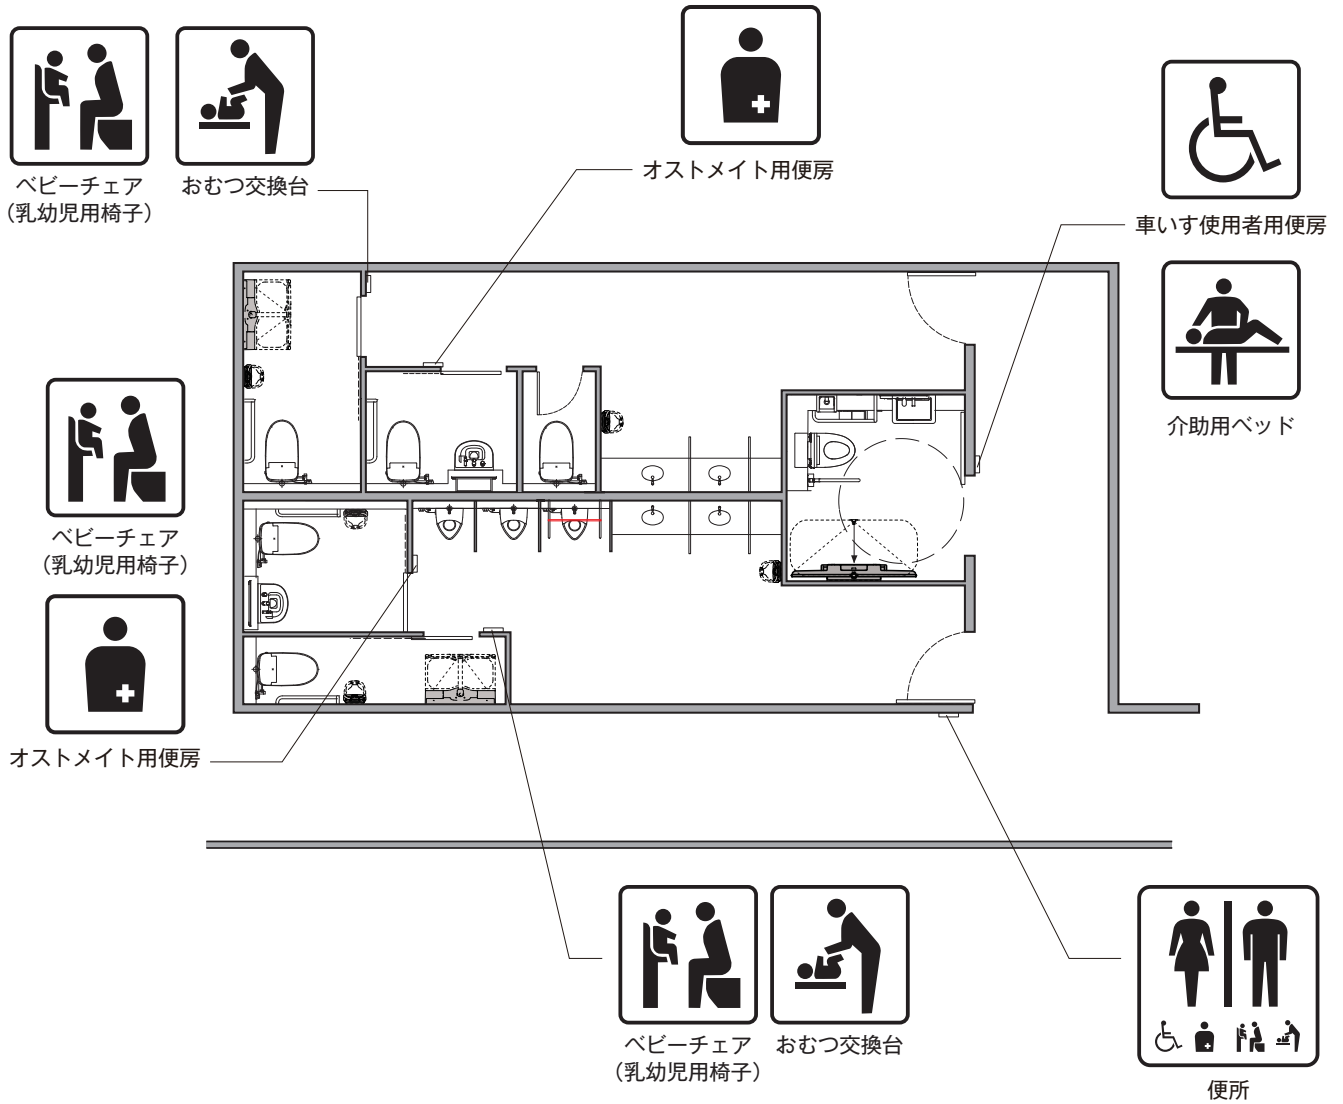 ベビーチェア
（乳幼児用椅子）
おむつ交換台
オストメイト用便房
車いす使用者用便房
介助用ベッド
ベビーチェア
（乳幼児用椅子）
オストメイト用便房
ベビーチェア
（乳幼児用椅子）
おむつ交換台
便所